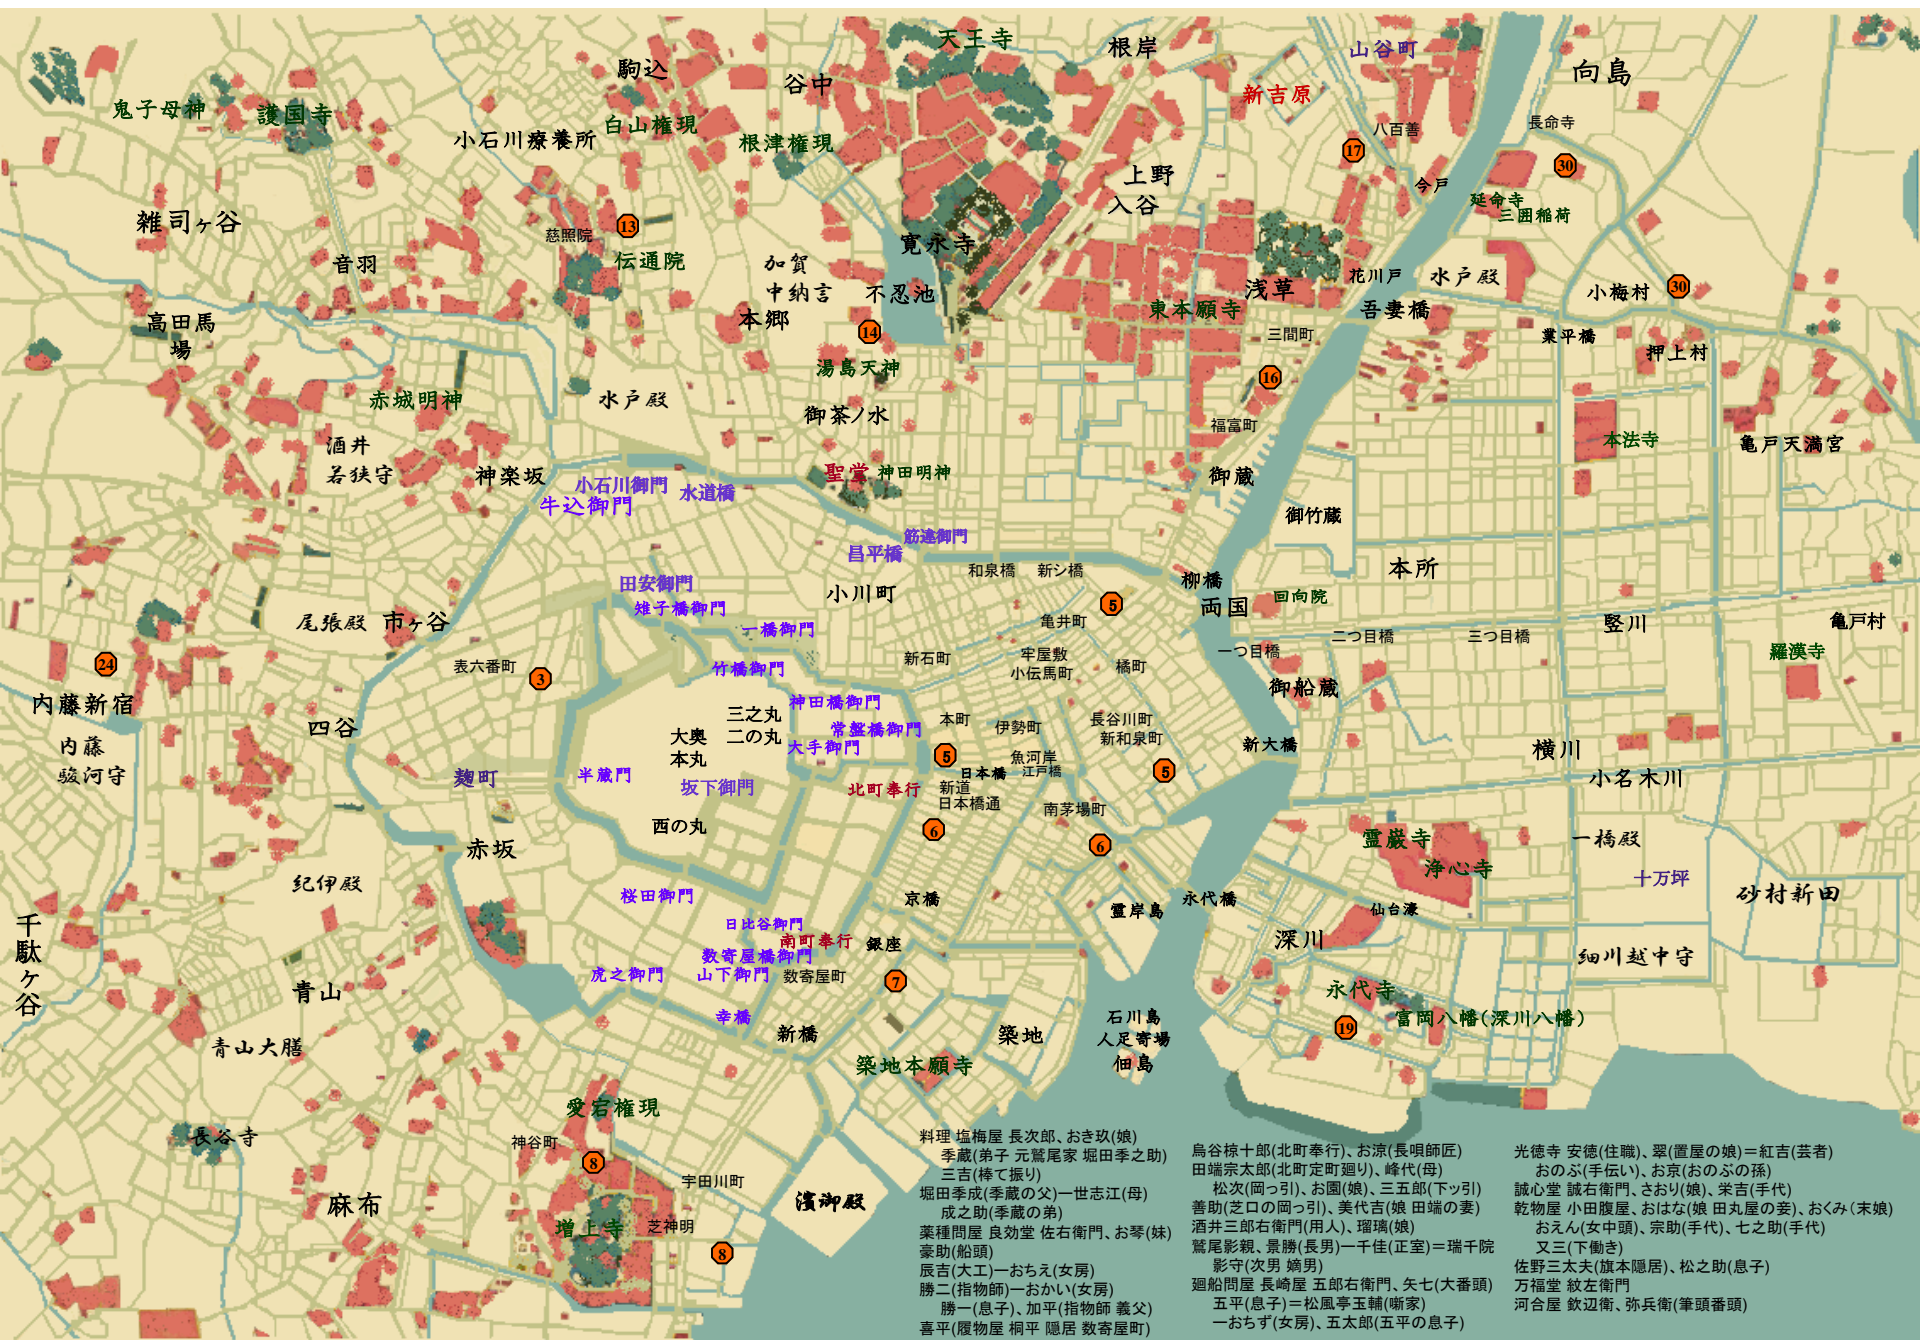 天王寺
根岸
山谷町
向島
駒込
谷中
新吉原
鬼子母神
護国寺
白山権現
小石川療養所
根津権現
八百善
長命寺
17
30
上野
入谷
今戸
延命寺
三囲稲荷
雑司ヶ谷
慈照院
13
伝通院
音羽
寛永寺
加賀
中納言
不忍池
本郷
14
湯島天神
浅草
花川戸
水戸殿
吾妻橋
東本願寺
三間町
小梅村
30
業平橋
押上村
高田馬
場
赤城明神
水戸殿
御茶ノ水
16
福富町
本法寺
亀戸天満宮
酒井
若狭守
神楽坂
小石川御門
水道橋
牛込御門
聖堂
神田明神
御蔵
御竹蔵
筋違御門
昌平橋
和泉橋
新シ橋
柳橋
両国
本所
回向院
田安御門
雉子橋御門
小川町
5
亀井町
一橋御門
尾張殿
市ヶ谷
二つ目橋
三つ目橋
竪川
亀戸村
羅漢寺
24
表六番町
3
竹橋御門
新石町
牢屋敷
小伝馬町
橘町
一つ目橋
御船蔵
内藤新宿
内藤
駿河守
四谷
神田橋御門
三之丸
二の丸
大奥
本丸
常盤橋御門
大手御門
本町
伊勢町
長谷川町
新和泉町
新大橋
横川
小名木川
麹町
半蔵門
坂下御門
北町奉行
5
日本橋
魚河岸
江戸橋
5
新道
日本橋通
南茅場町
西の丸
6
6
赤坂
霊巌寺
浄心寺
一橋殿
十万坪
砂村新田
紀伊殿
桜田御門
日比谷御門
南町奉行
京橋
銀座
霊岸島
永代橋
仙台濠
深川
細川越中守
千駄ヶ谷
青山
虎之御門
数寄屋橋御門
山下御門
数寄屋町
7
幸橋
新橋
築地
石川島
人足寄場
佃島
永代寺
富岡八幡(深川八幡)
19
青山大膳
築地本願寺
愛宕権現
長谷寺
神谷町
8
宇田川町
麻布
増上寺
芝神明
8
濱御殿
料理 塩梅屋 長次郎、おき玖(娘)
季蔵(弟子 元鷲尾家 堀田季之助)
三吉(棒て振り)
堀田季成(季蔵の父)ー世志江(母)
成之助(季蔵の弟)
薬種問屋 良効堂 佐右衛門、お琴(妹)
豪助(船頭)
辰吉(大工)ーおちえ(女房)
勝二(指物師)ーおかい(女房)
勝一(息子)、加平(指物師 義父)
喜平(履物屋 桐平 隠居 数寄屋町)
烏谷椋十郎(北町奉行)、お涼(長唄師匠)
田端宗太郎(北町定町廻り)、峰代(母)
松次(岡っ引)、お園(娘)、三五郎(下ッ引)
善助(芝口の岡っ引)、美代吉(娘 田端の妻)
酒井三郎右衛門(用人)、瑠璃(娘)
鷲尾影親、景勝(長男)ー千佳(正室)＝瑞千院
影守(次男 嫡男)
廻船問屋 長崎屋 五郎右衛門、矢七(大番頭)
五平(息子)＝松風亭玉輔(噺家)
ーおちず(女房)、五太郎(五平の息子)
光徳寺 安徳(住職)、翠(置屋の娘)＝紅吉(芸者)
おのぶ(手伝い)、お京(おのぶの孫)
誠心堂 誠右衛門、さおり(娘)、栄吉(手代)
乾物屋 小田腹屋、おはな(娘 田丸屋の妾)、おくみ(末娘)
おえん(女中頭)、宗助(手代)、七之助(手代)
又三(下働き)
佐野三太夫(旗本隠居)、松之助(息子)
万福堂 紋左衛門
河合屋 欽辺衛、弥兵衛(筆頭番頭)